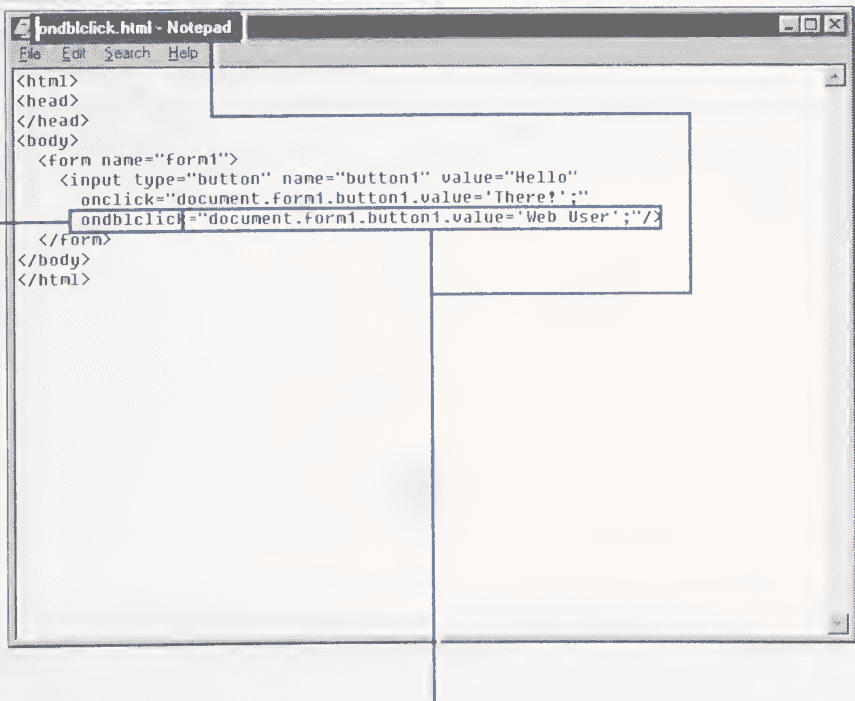 ondblclick.html - Notepad
File Edit Search Help
<html>
<head>
</head>
<body>
<form name="form1">
<input type="button" name="button1" value="Hello"
onclick="document.form1.button1.value='There!';"
ondblclick="document.form1.button1.value='Web User';"/>
</form>
</body>
</html>